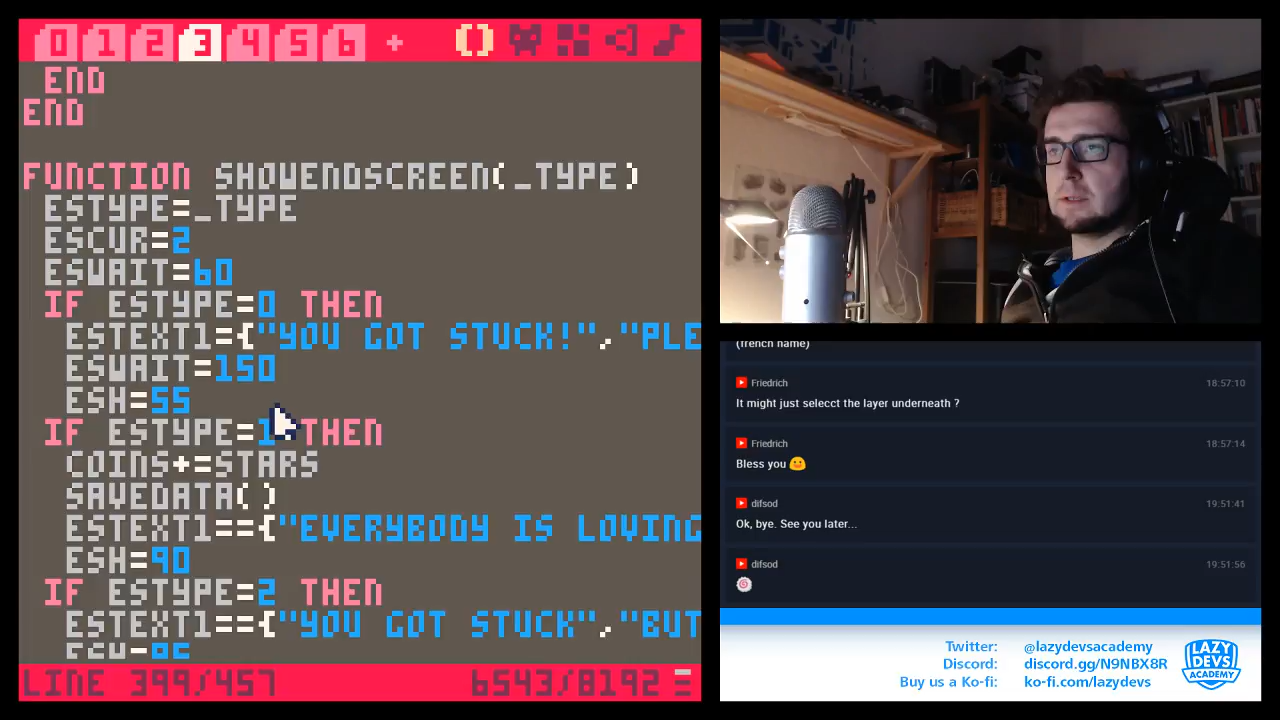 0 1 2 3 4 5 6 +
END
END
FUNCTION SHOWENDSCREEN(_TYPE)
ESTYPE=_TYPE
ESCUR=2
ESWAIT=60
IF ESTYPE=0 THEN
ESTEXT1={"YOU GOT STUCK!","PLE
ESWAIT=150
ESH=55
IF ESTYPE=1 THEN
COINS+=STARS
SAVEDATA()
ESTEXT1=={"EVERYBODY IS LOVING
ESH=90
IF ESTYPE=2 THEN
ESTEXT1=={"YOU GOT STUCK","BUT
LINE 399/457 6543/8192
(french name)
Friedrich 18:57:10
It might just selecct the layer underneath ?
Friedrich 18:57:14
Bless you
difsod 19:51:41
Ok, bye. See you later...
difsod 19:51:56
Twitter: @lazydevsacademy
Discord: discord.gg/N9NBX8R
Buy us a Ko-fi: ko-fi.com/lazydevs
LAZY
DEVS
ACADEMY